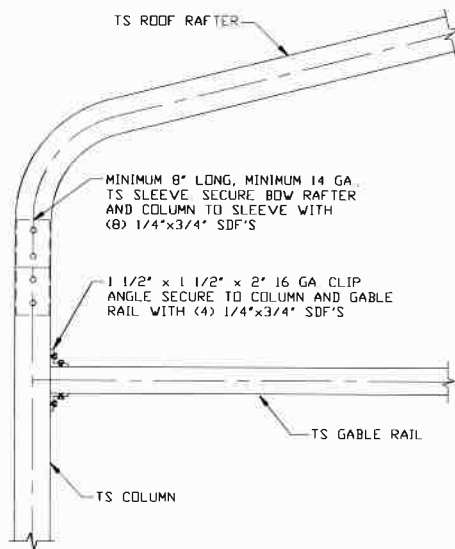 TS ROOF RAFTER
MINIMUM 8" LONG, MINIMUM 14 GA.
TS SLEEVE SECURE BOW RAFTER
AND COLUMN TO SLEEVE WITH
(8) 1/4"x3/4" SDF'S
1 1/2" x 1 1/2" x 2" 16 GA CLIP
ANGLE SECURE TO COLUMN AND GABLE
RAIL WITH (4) 1/4"x3/4" SDF'S
TS GABLE RAIL
TS COLUMN